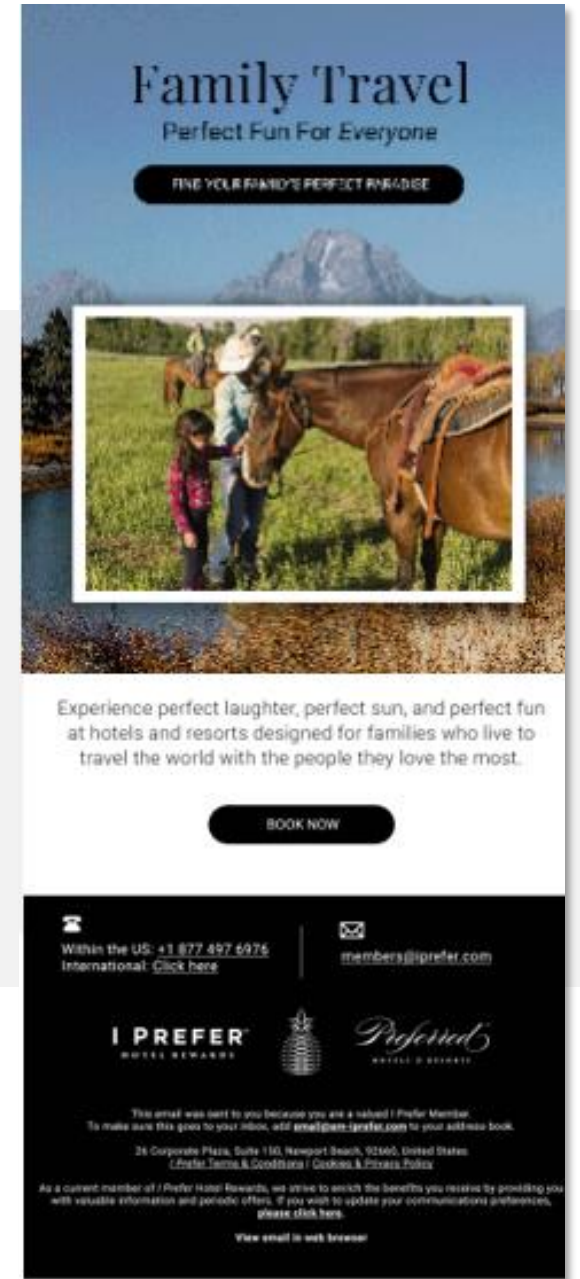 Family Travel
Perfect Fun For Everyone
FIND YOUR FAMILY'S PERFECT PARADISE
Experience perfect laughter, perfect sun, and perfect fun
at hotels and resorts designed for families who live to
travel the world with the people they love the most.
BOOK NOW
Within the US: +1 877 497 6976
International: Click here
members@iprefer.com
I PREFER™
HOTEL REWARDS
Preferred
HOTELS & RESORTS
This email was sent to you because you are a valued I Prefer Member.
To make sure this goes to your inbox, add email@em-iprefer.com to your address book.
26 Corporate Plaza, Suite 150, Newport Beach, 92660, United States
I Prefer Terms & Conditions | Cookies & Privacy Policy
As a current member of I Prefer Hotel Rewards, we strive to enrich the benefits you receive by providing you
with valuable information and periodic offers. If you wish to update your communications preferences,
please click here.
View email in web browser